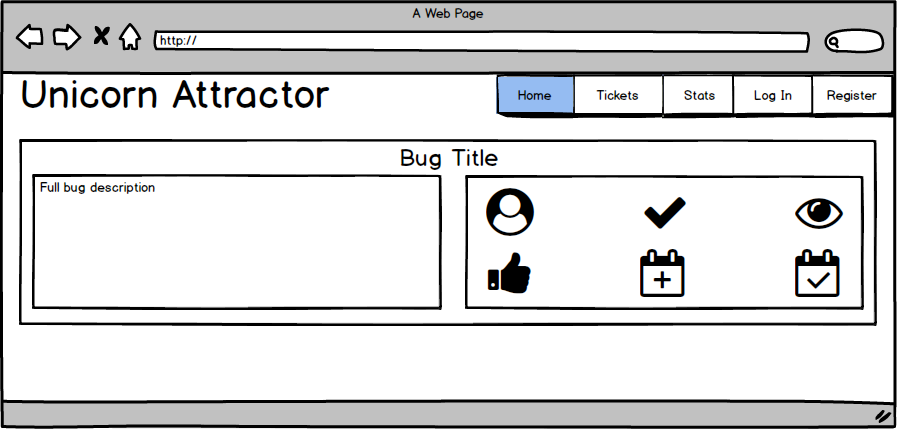 A Web Page
http://
Unicorn Attractor
Home Tickets Stats Log In Register
Bug Title
Full bug description